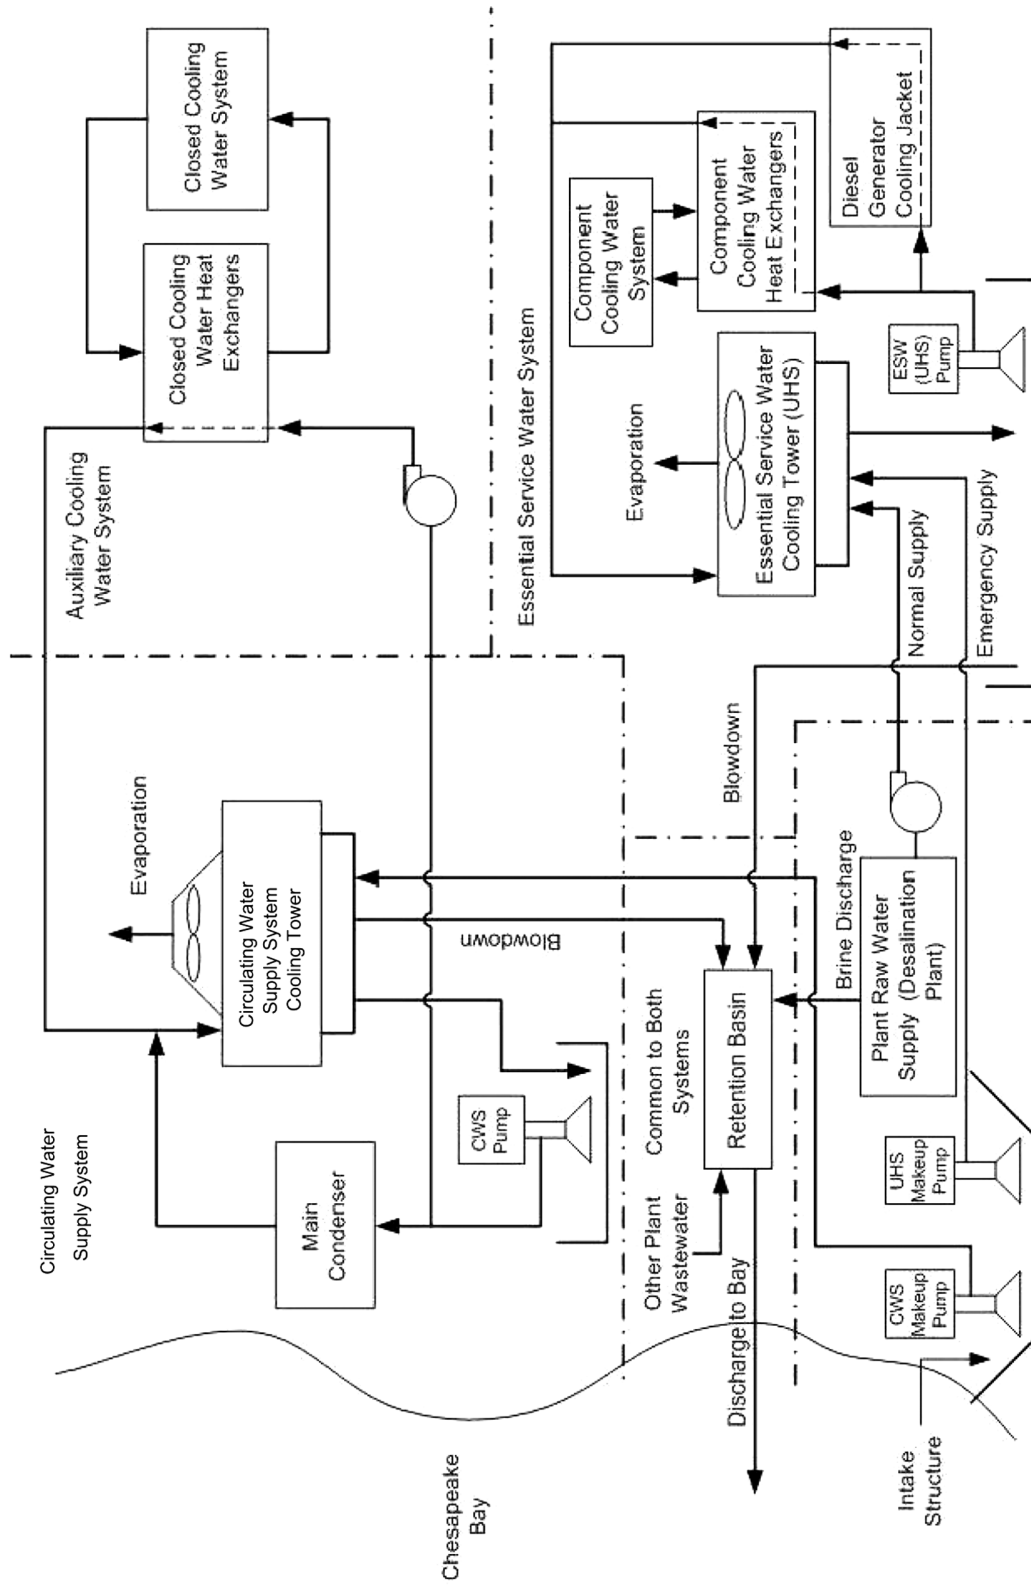 Chesapeake
Bay
Circulating Water
Supply System
Main
Condenser
CWS
Pump
Evaporation
Circulating Water
Supply System
Cooling Tower
Blowdown
Auxiliary Cooling
Water System
Closed Cooling
Water Heat
Exchangers
Closed Cooling
Water System
Other Plant
Wastewater
Common to Both
Systems
Retention Basin
Discharge to Bay
Blowdown
Brine Discharge
Plant Raw Water
Supply (Desalination
Plant)
Intake
Structure
CWS
Makeup
Pump
UHS
Makeup
Pump
Normal Supply
Emergency Supply
Essential Service Water System
Evaporation
Essential Service Water
Cooling Tower (UHS)
Component
Cooling Water
System
Component
Cooling Water
Heat Exchangers
Diesel
Generator
Cooling Jacket
ESW
(UHS)
Pump